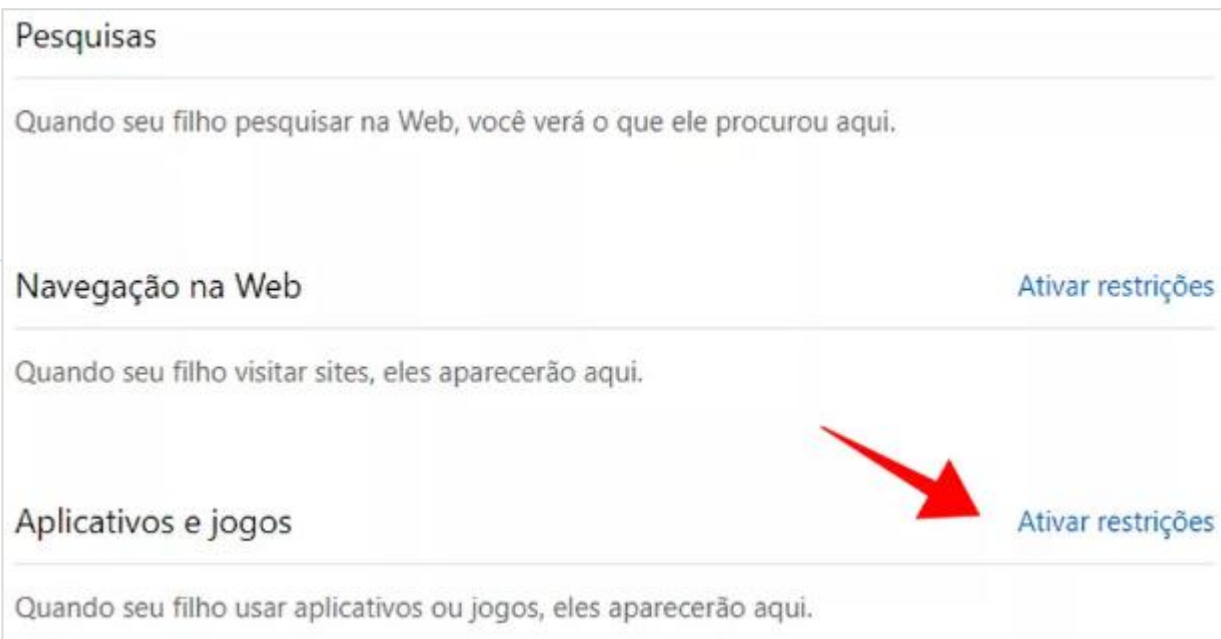 Pesquisas
Quando seu filho pesquisar na Web, você verá o que ele procurou aqui.
Navegação na Web
Ativar restrições
Quando seu filho visitar sites, eles aparecerão aqui.
Aplicativos e jogos
Ativar restrições
Quando seu filho usar aplicativos ou jogos, eles aparecerão aqui.